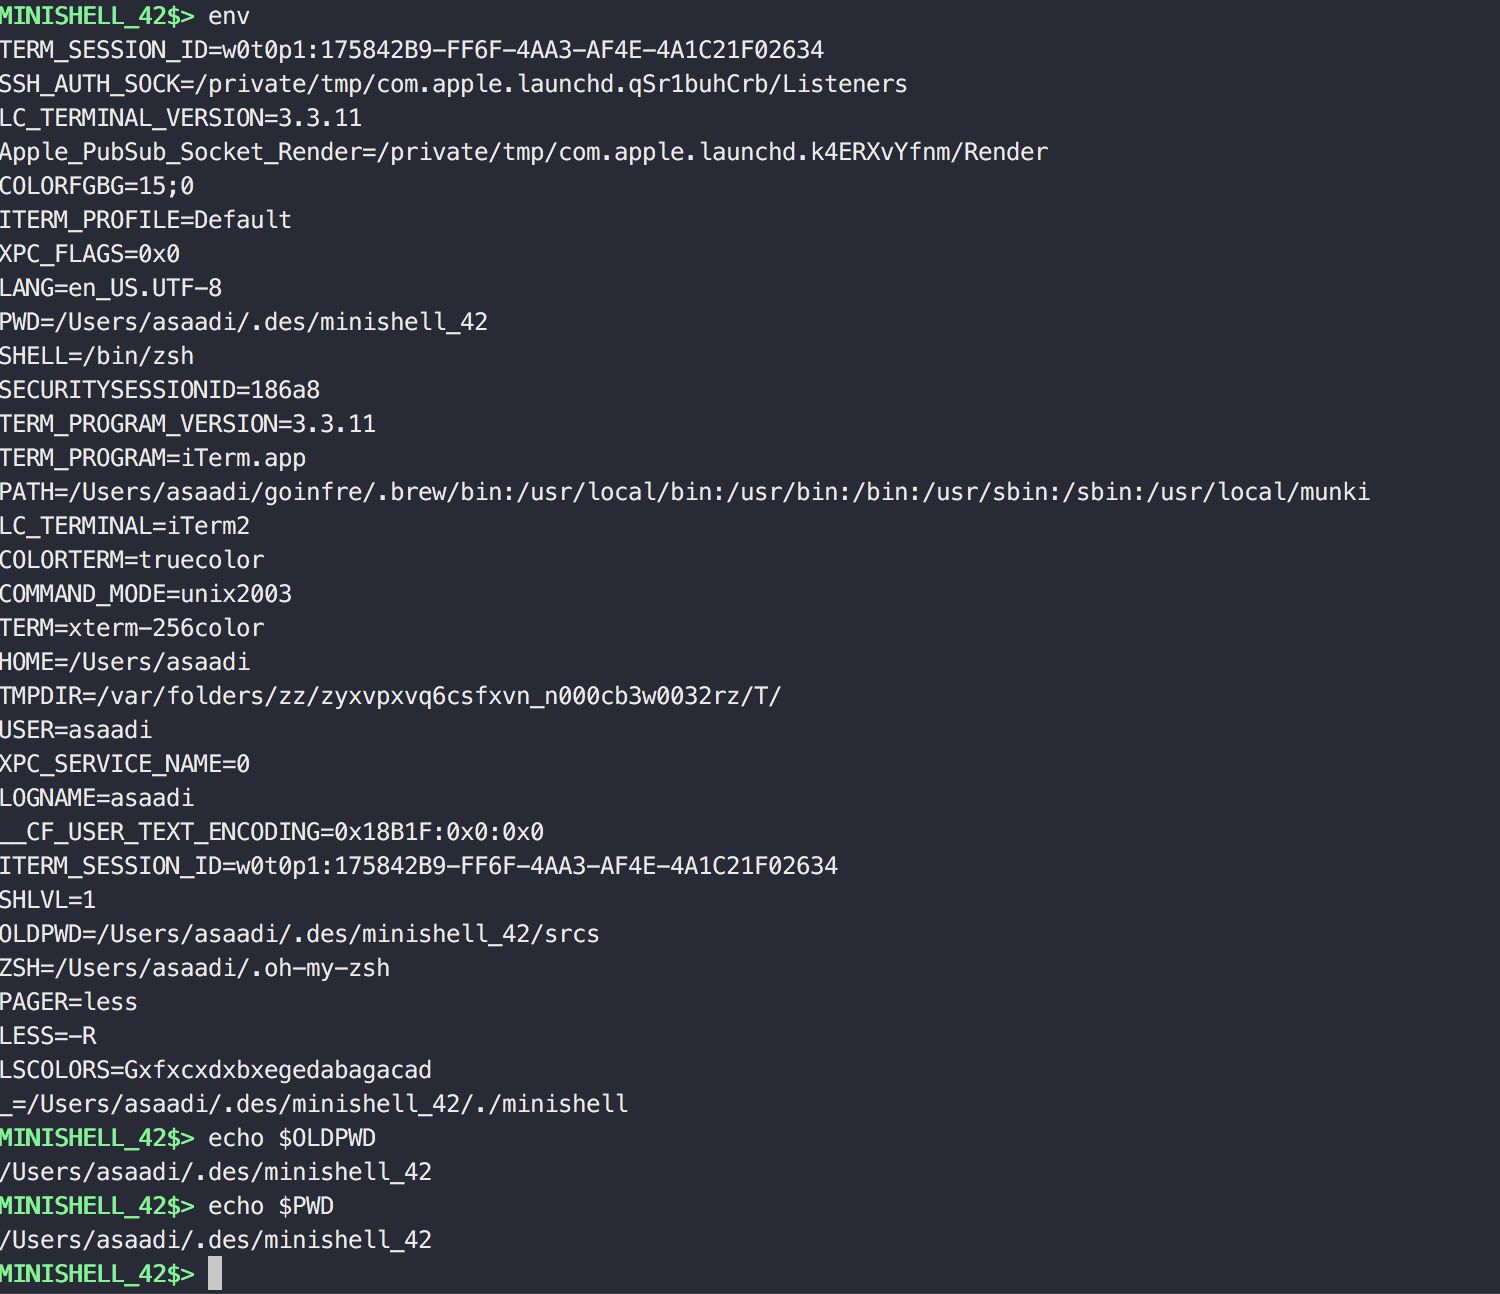 MINISHELL_42$> env
TERM_SESSION_ID=w0t0p1:175842B9-FF6F-4AA3-AF4E-4A1C21F02634
SSH_AUTH_SOCK=/private/tmp/com.apple.launchd.qSr1buhCrb/Listeners
LC_TERMINAL_VERSION=3.3.11
Apple_PubSub_Socket_Render=/private/tmp/com.apple.launchd.k4ERXvYfnm/Render
COLORFGBG=15;0
ITERM_PROFILE=Default
XPC_FLAGS=0x0
LANG=en_US.UTF-8
PWD=/Users/asaadi/.des/minishell_42
SHELL=/bin/zsh
SECURITYSESSIONID=186a8
TERM_PROGRAM_VERSION=3.3.11
TERM_PROGRAM=iTerm.app
PATH=/Users/asaadi/goinfre/.brew/bin:/usr/local/bin:/usr/bin:/bin:/usr/sbin:/sbin:/usr/local/munki
LC_TERMINAL=iTerm2
COLORTERM=truecolor
COMMAND_MODE=unix2003
TERM=xterm-256color
HOME=/Users/asaadi
TMPDIR=/var/folders/zz/zyxvpxvq6csfxvn_n000cb3w0032rz/T/
USER=asaadi
XPC_SERVICE_NAME=0
LOGNAME=asaadi
__CF_USER_TEXT_ENCODING=0x18B1F:0x0:0x0
ITERM_SESSION_ID=w0t0p1:175842B9-FF6F-4AA3-AF4E-4A1C21F02634
SHLVL=1
OLDPWD=/Users/asaadi/.des/minishell_42/srcs
ZSH=/Users/asaadi/.oh-my-zsh
PAGER=less
LESS=-R
LSCOLORS=Gxfxcxdxbxegedabagacad
_=/Users/asaadi/.des/minishell_42/./minishell
MINISHELL_42$> echo $OLDPWD
/Users/asaadi/.des/minishell_42
MINISHELL_42$> echo $PWD
/Users/asaadi/.des/minishell_42
MINISHELL_42$>